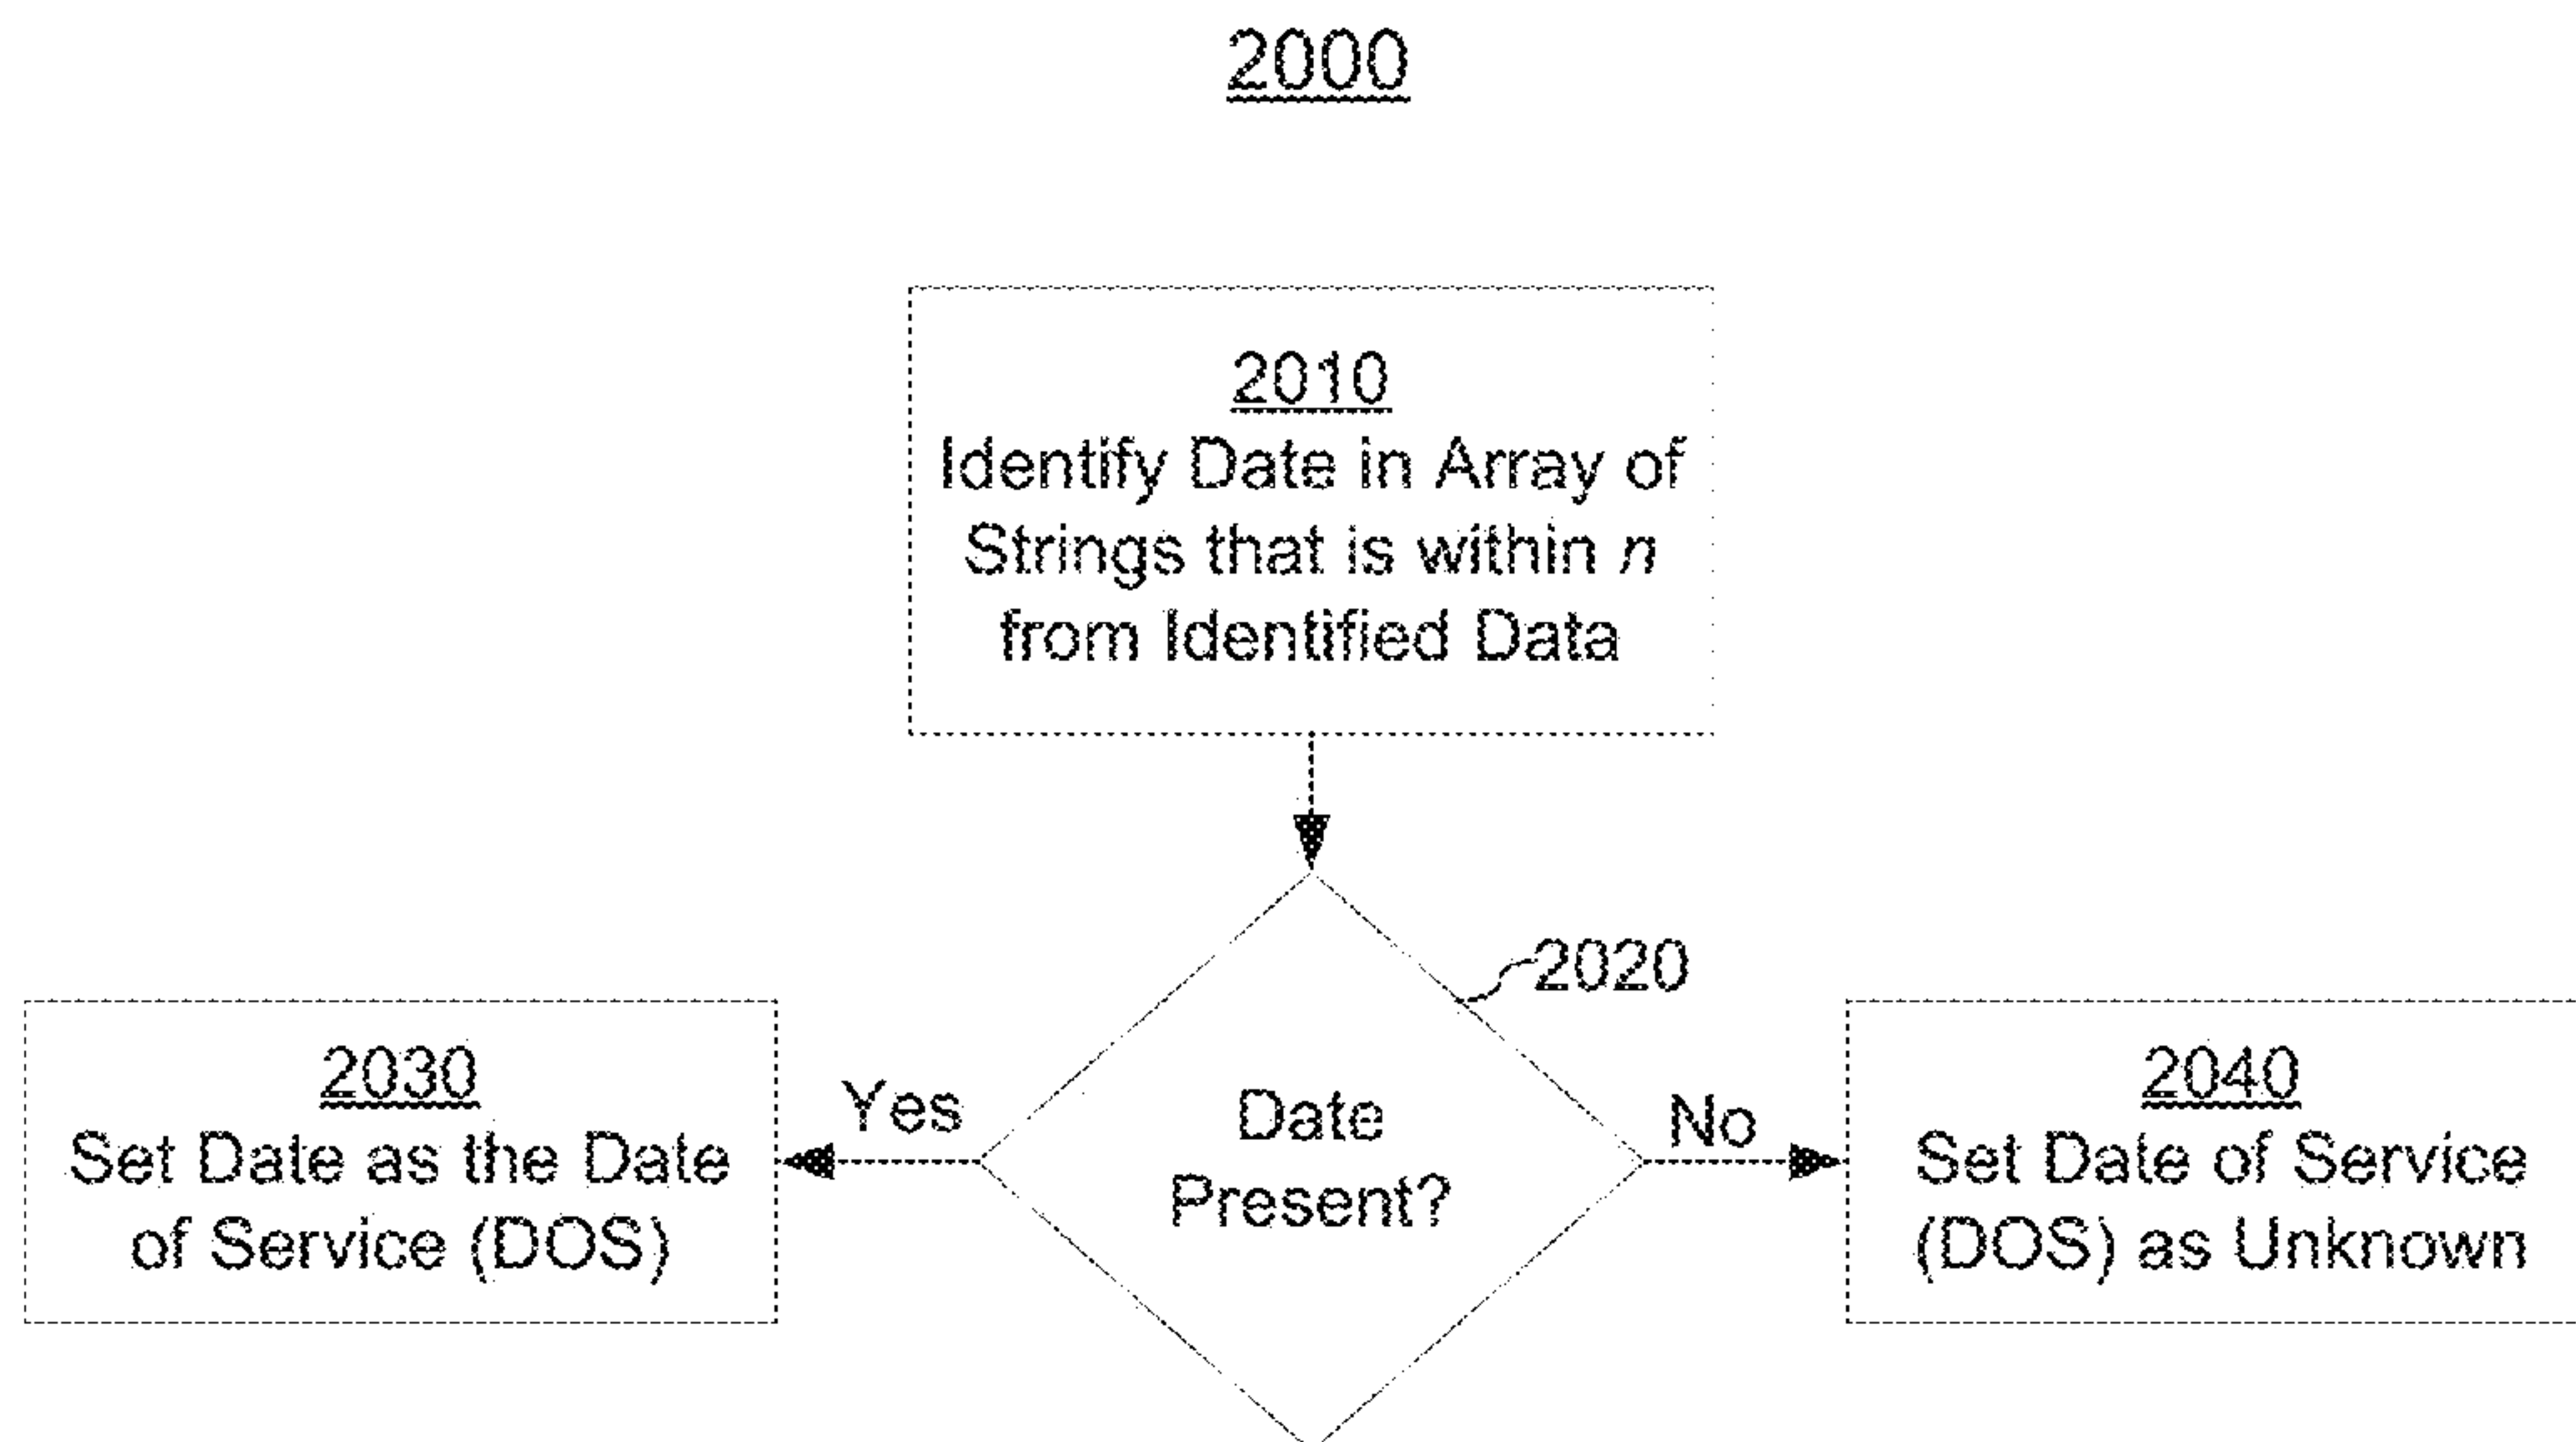 2000
2010
Identify Date in Array of
Strings that is within n
from Identified Data
2020
2030
Set Date as the Date
of Service (DOS)
Yes
Date
Present?
No
2040
Set Date of Service
(DOS) as Unknown